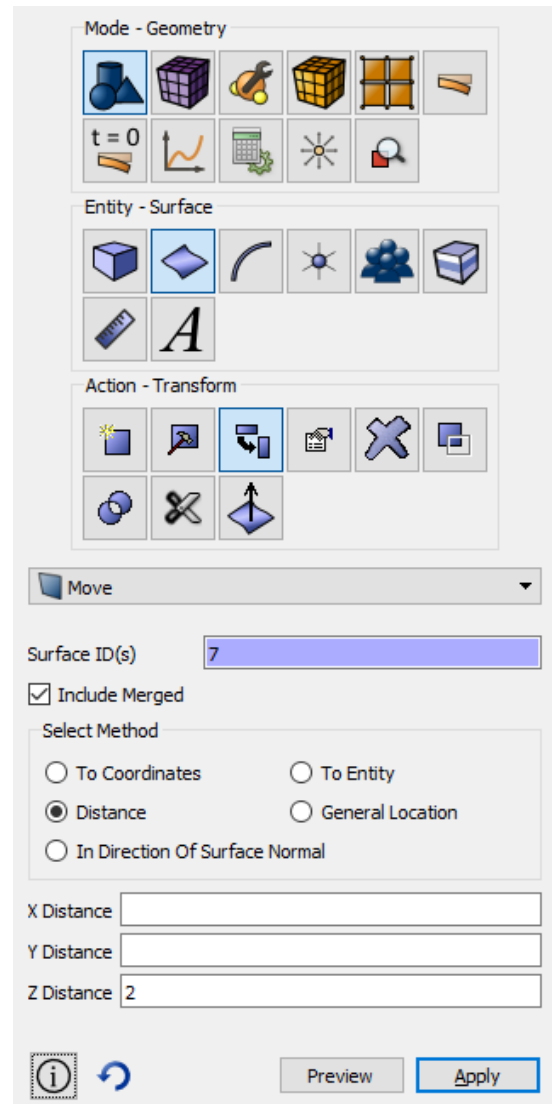 Mode - Geometry
t = 0
Entity - Surface
A
Action - Transform
Move
Surface ID(s) 7
Include Merged
Select Method
To Coordinates To Entity
Distance General Location
In Direction Of Surface Normal
X Distance
Y Distance
Z Distance 2
i Preview Apply